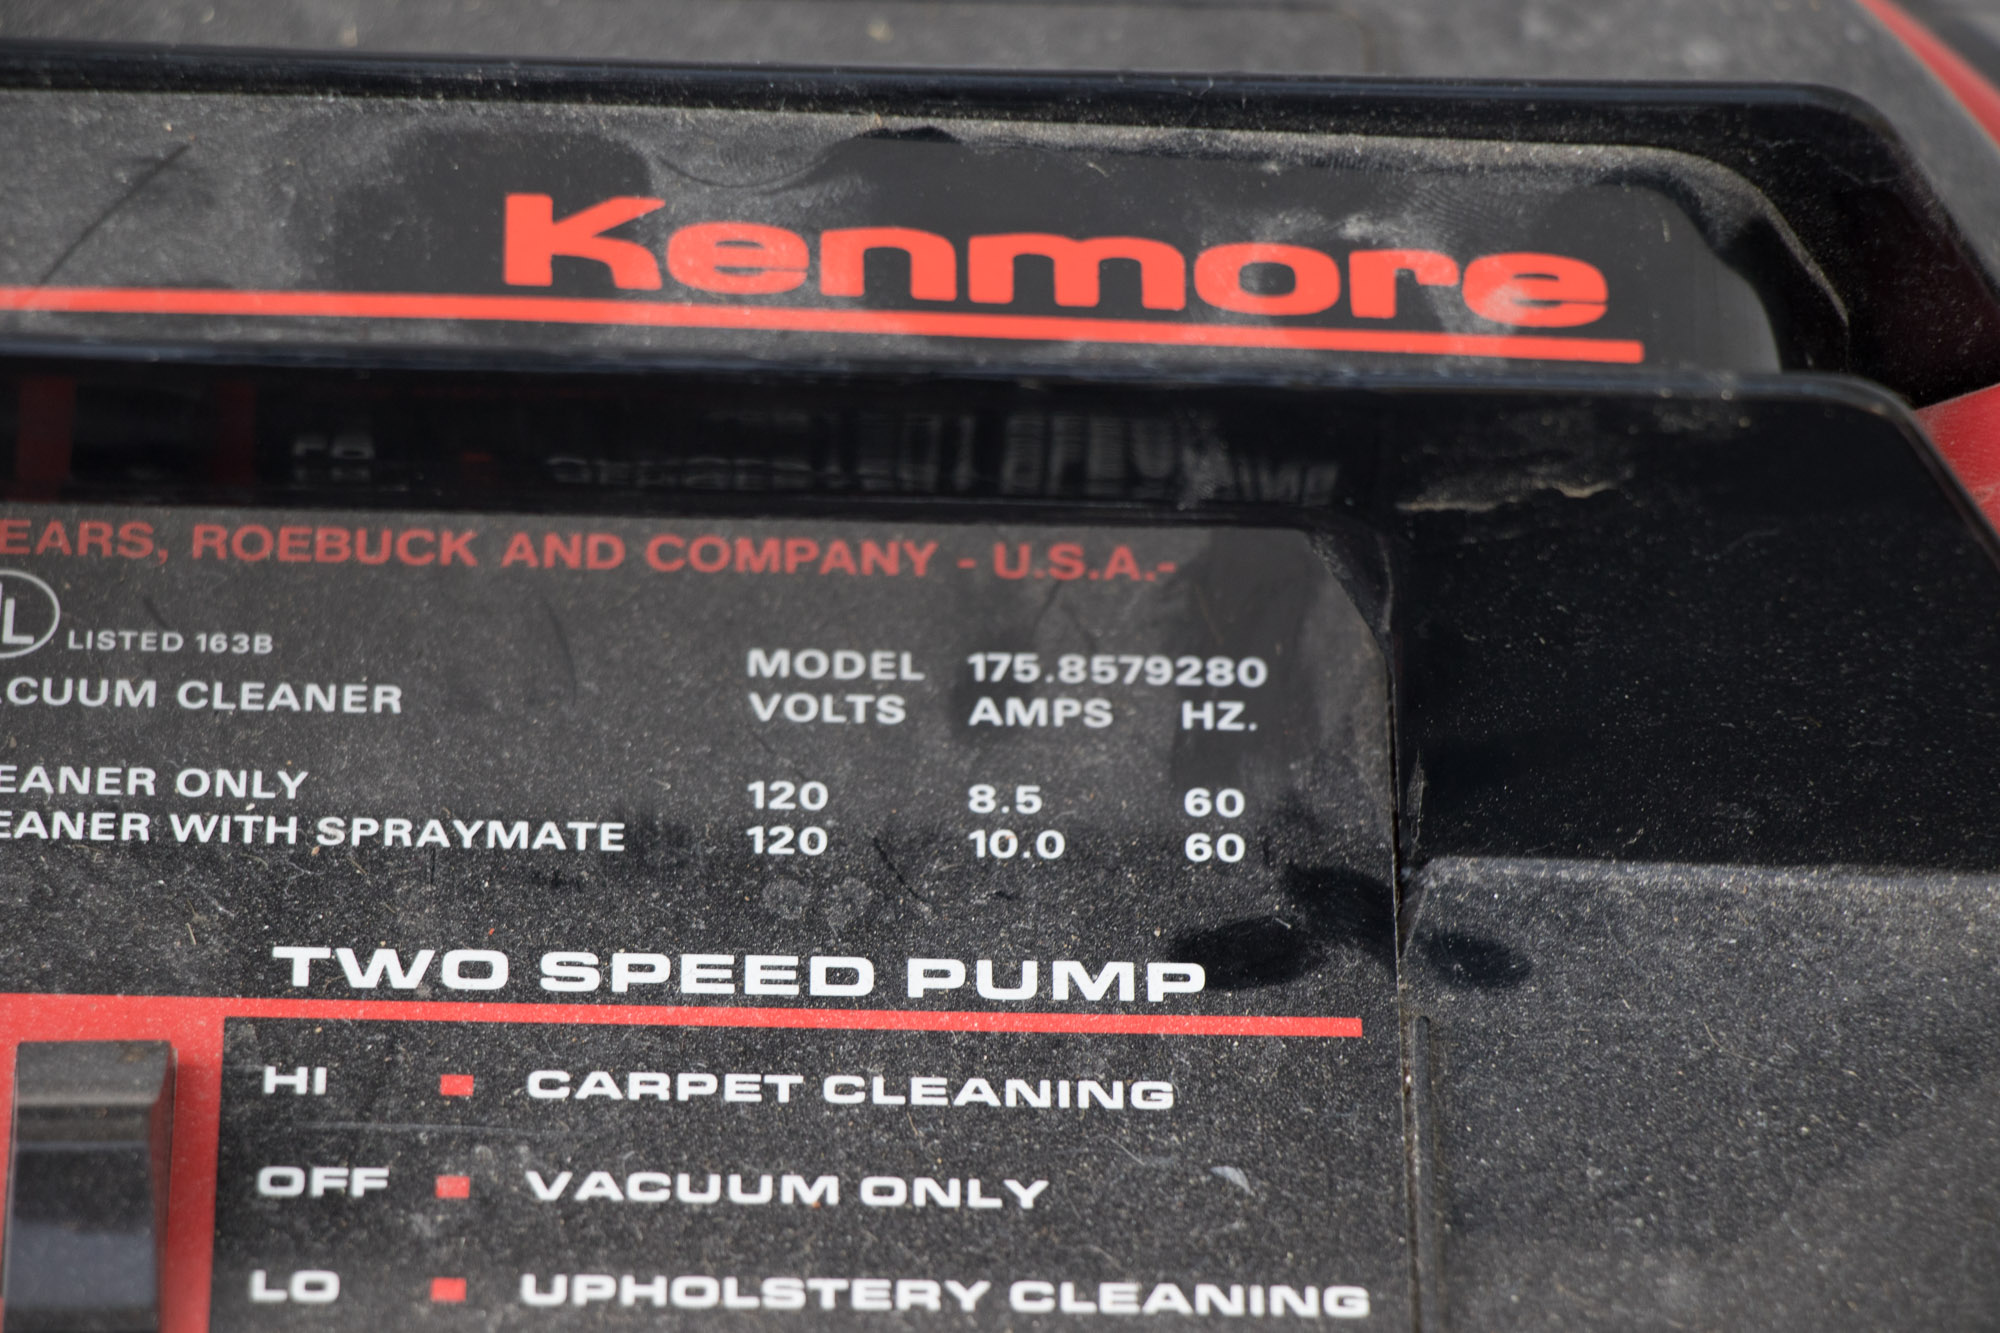 Kenmore
EARS, ROEBUCK AND COMPANY - U.S.A.-
UL LISTED 163B
MODEL 175.8579280
ACUUM CLEANER VOLTS AMPS HZ.
EANER ONLY 120 8.5 60
EANER WITH SPRAYMATE 120 10.0 60
TWO SPEED PUMP
HI CARPET CLEANING
OFF VACUUM ONLY
LO UPHOLSTERY CLEANING